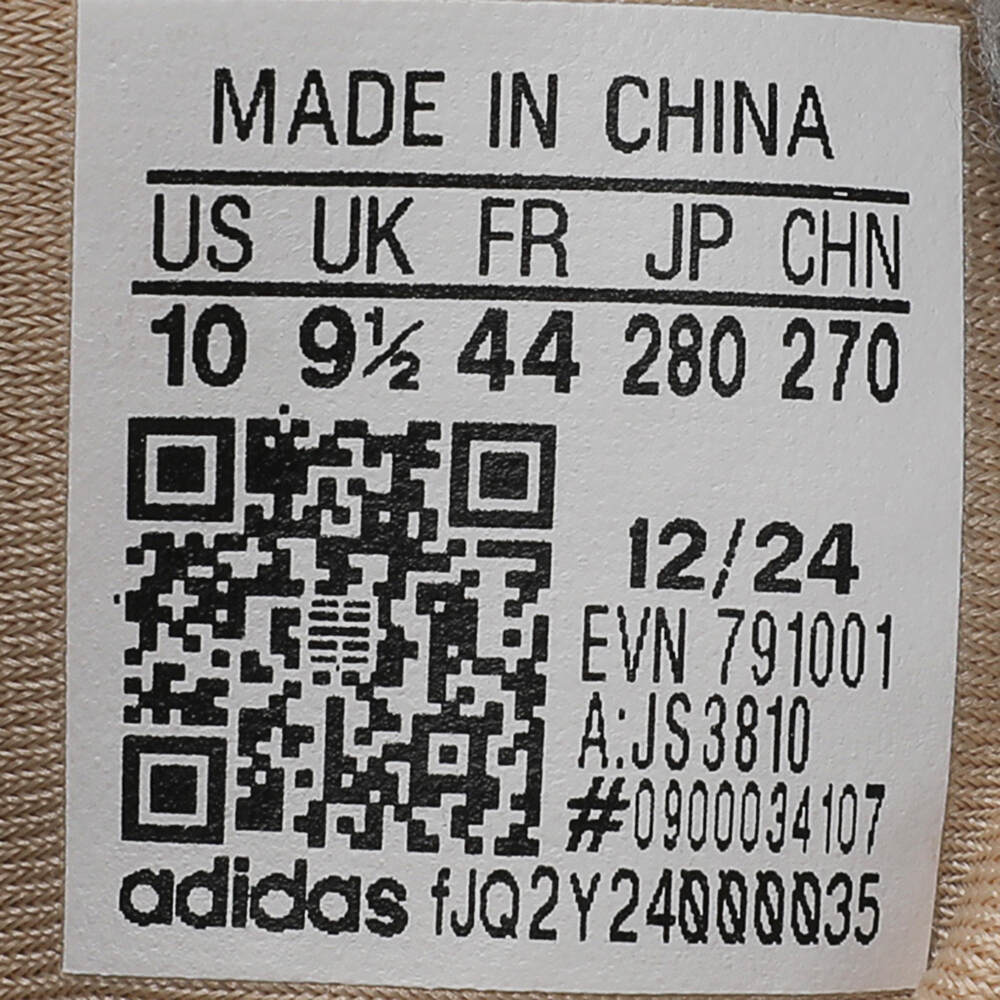 MADE IN CHINA
US UK FR JP CHN
10 9½ 44 280 270
12/24
EVN 791001
A:JS3810
#0900034107
adidas fJQ2Y24000035